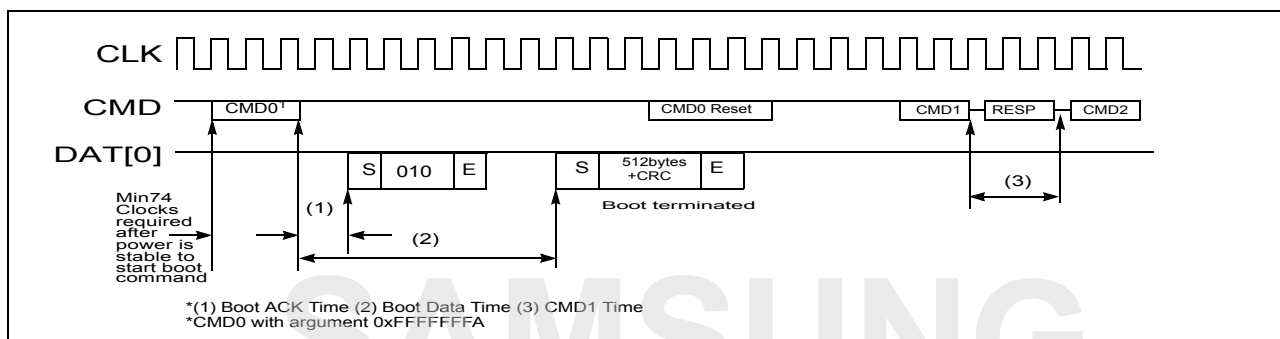 CLK
CMD CMD0¹ CMD0 Reset CMD1 RESP CMD2
DAT[0] S 010 E S 512bytes +CRC E
Boot terminated
Min74
Clocks
required
after
power is
stable to
start boot
command
(1)
(2)
(3)
*(1) Boot ACK Time (2) Boot Data Time (3) CMD1 Time
*CMD0 with argument 0xFFFFFFFA
SAMSUNG